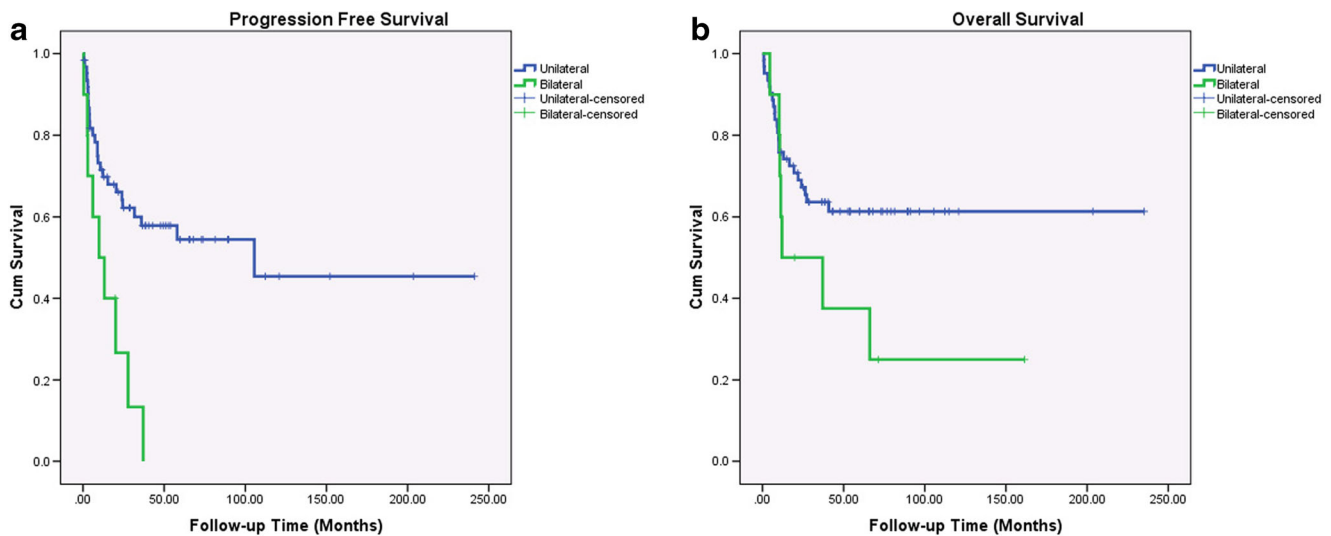 a
Progression Free Survival
1.0
0.8
0.6
0.4
0.2
0.0
Cum Survival
.00 50.00 100.00 150.00 200.00 250.00
Follow-up Time (Months)
Unilateral
Bilateral
Unilateral-censored
Bilateral-censored
b
Overall Survival
1.0
0.8
0.6
0.4
0.2
0.0
Cum Survival
.00 50.00 100.00 150.00 200.00 250.00
Follow-up Time (Months)
Unilateral
Bilateral
Unilateral-censored
Bilateral-censored